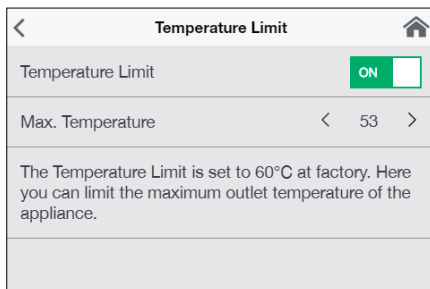 Temperature Limit
Temperature Limit ON
Max. Temperature < 53 >
The Temperature Limit is set to 60°C at factory. Here
you can limit the maximum outlet temperature of the
appliance.